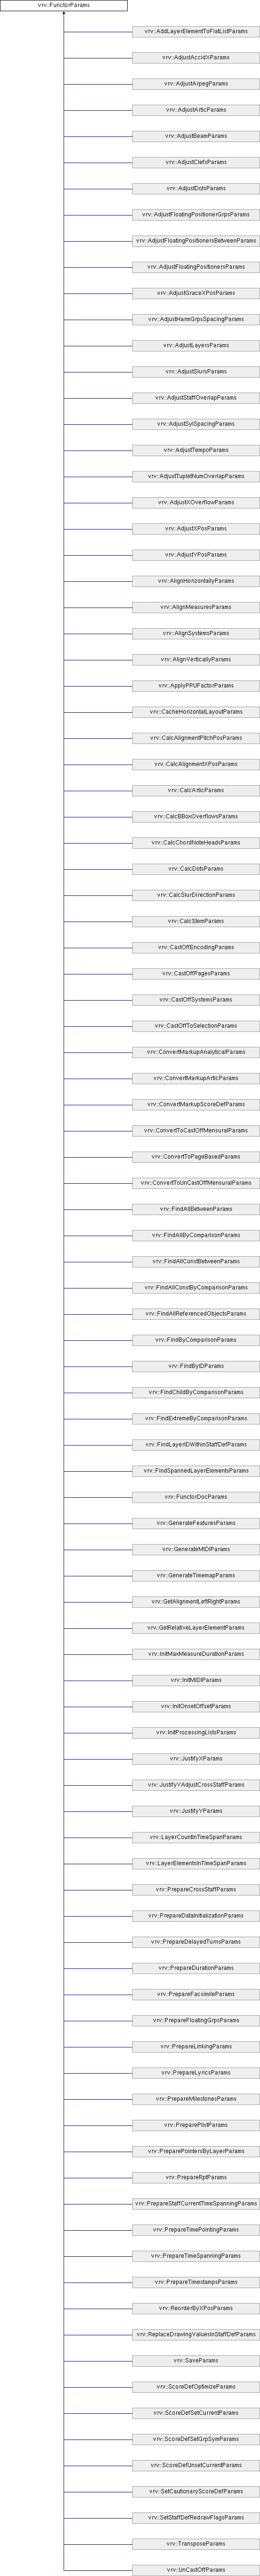 vrv::FunctorParams
vrv::AddLayerElementToFlatListParams
vrv::AdjustAccidXParams
vrv::AdjustArpegParams
vrv::AdjustArticParams
vrv::AdjustBeamParams
vrv::AdjustClefsParams
vrv::AdjustDotsParams
vrv::AdjustFloatingPositionerGrpsParams
vrv::AdjustFloatingPositionersBetweenParams
vrv::AdjustFloatingPositionersParams
vrv::AdjustGraceXPosParams
vrv::AdjustHarmGrpsSpacingParams
vrv::AdjustLayersParams
vrv::AdjustSlursParams
vrv::AdjustStaffOverlapParams
vrv::AdjustSylSpacingParams
vrv::AdjustTempoParams
vrv::AdjustTupletNumOverlapParams
vrv::AdjustXOverflowParams
vrv::AdjustXPosParams
vrv::AdjustYPosParams
vrv::AlignHorizontallyParams
vrv::AlignMeasuresParams
vrv::AlignSystemsParams
vrv::AlignVerticallyParams
vrv::ApplyPPUFactorParams
vrv::CacheHorizontalLayoutParams
vrv::CalcAlignmentPitchPosParams
vrv::CalcAlignmentXPosParams
vrv::CalcArticParams
vrv::CalcBBoxOverflowsParams
vrv::CalcChordNoteHeadsParams
vrv::CalcDotsParams
vrv::CalcSlurDirectionParams
vrv::CalcStemParams
vrv::CastOffEncodingParams
vrv::CastOffPagesParams
vrv::CastOffSystemsParams
vrv::CastOffToSelectionParams
vrv::ConvertMarkupAnalyticalParams
vrv::ConvertMarkupArticParams
vrv::ConvertMarkupScoreDefParams
vrv::ConvertToCastOffMensuralParams
vrv::ConvertToPageBasedParams
vrv::ConvertToUnCastOffMensuralParams
vrv::FindAllBetweenParams
vrv::FindAllByComparisonParams
vrv::FindAllConstBetweenParams
vrv::FindAllConstByComparisonParams
vrv::FindAllReferencedObjectsParams
vrv::FindByComparisonParams
vrv::FindByIDParams
vrv::FindChildByComparisonParams
vrv::FindExtremeByComparisonParams
vrv::FindLayerIDWithinStaffDefParams
vrv::FindSpannedLayerElementsParams
vrv::FunctorDocParams
vrv::GenerateFeaturesParams
vrv::GenerateMIDIParams
vrv::GenerateTimemapParams
vrv::GetAlignmentLeftRightParams
vrv::GetRelativeLayerElementParams
vrv::InitMaxMeasureDurationParams
vrv::InitMIDIParams
vrv::InitOnsetOffsetParams
vrv::InitProcessingListsParams
vrv::JustifyXParams
vrv::JustifyYAdjustCrossStaffParams
vrv::JustifyYParams
vrv::LayerCountInTimeSpanParams
vrv::LayerElementsInTimeSpanParams
vrv::PrepareCrossStaffParams
vrv::PrepareDataInitializationParams
vrv::PrepareDelayedTurnsParams
vrv::PrepareDurationParams
vrv::PrepareFacsimileParams
vrv::PrepareFloatingGrpsParams
vrv::PrepareLinkingParams
vrv::PrepareLyricsParams
vrv::PrepareMilestonesParams
vrv::PreparePlistParams
vrv::PreparePointersByLayerParams
vrv::PrepareRptParams
vrv::PrepareStaffCurrentTimeSpanningParams
vrv::PrepareTimePointingParams
vrv::PrepareTimeSpanningParams
vrv::PrepareTimestampsParams
vrv::ReorderByXPosParams
vrv::ReplaceDrawingValuesInStaffDefParams
vrv::SaveParams
vrv::ScoreDefOptimizeParams
vrv::ScoreDefSetCurrentParams
vrv::ScoreDefSetGrpSymParams
vrv::ScoreDefUnsetCurrentParams
vrv::SetCautionaryScoreDefParams
vrv::SetStaffDefRedrawFlagsParams
vrv::TransposeParams
vrv::UnCastOffParams